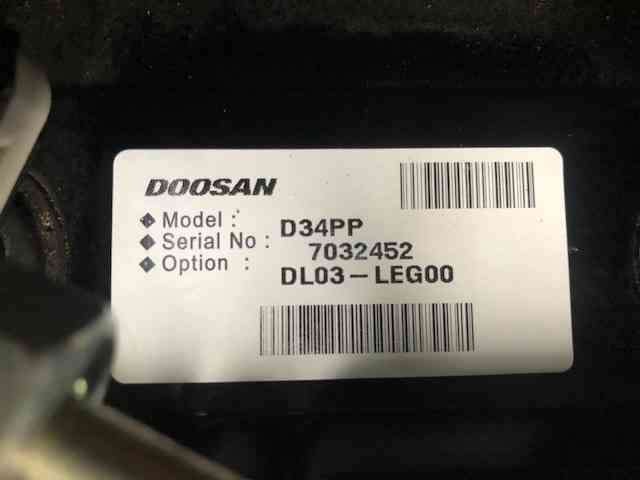 DOOSAN
Model : D34PP
Serial No : 7032452
Option : DL03-LEG00